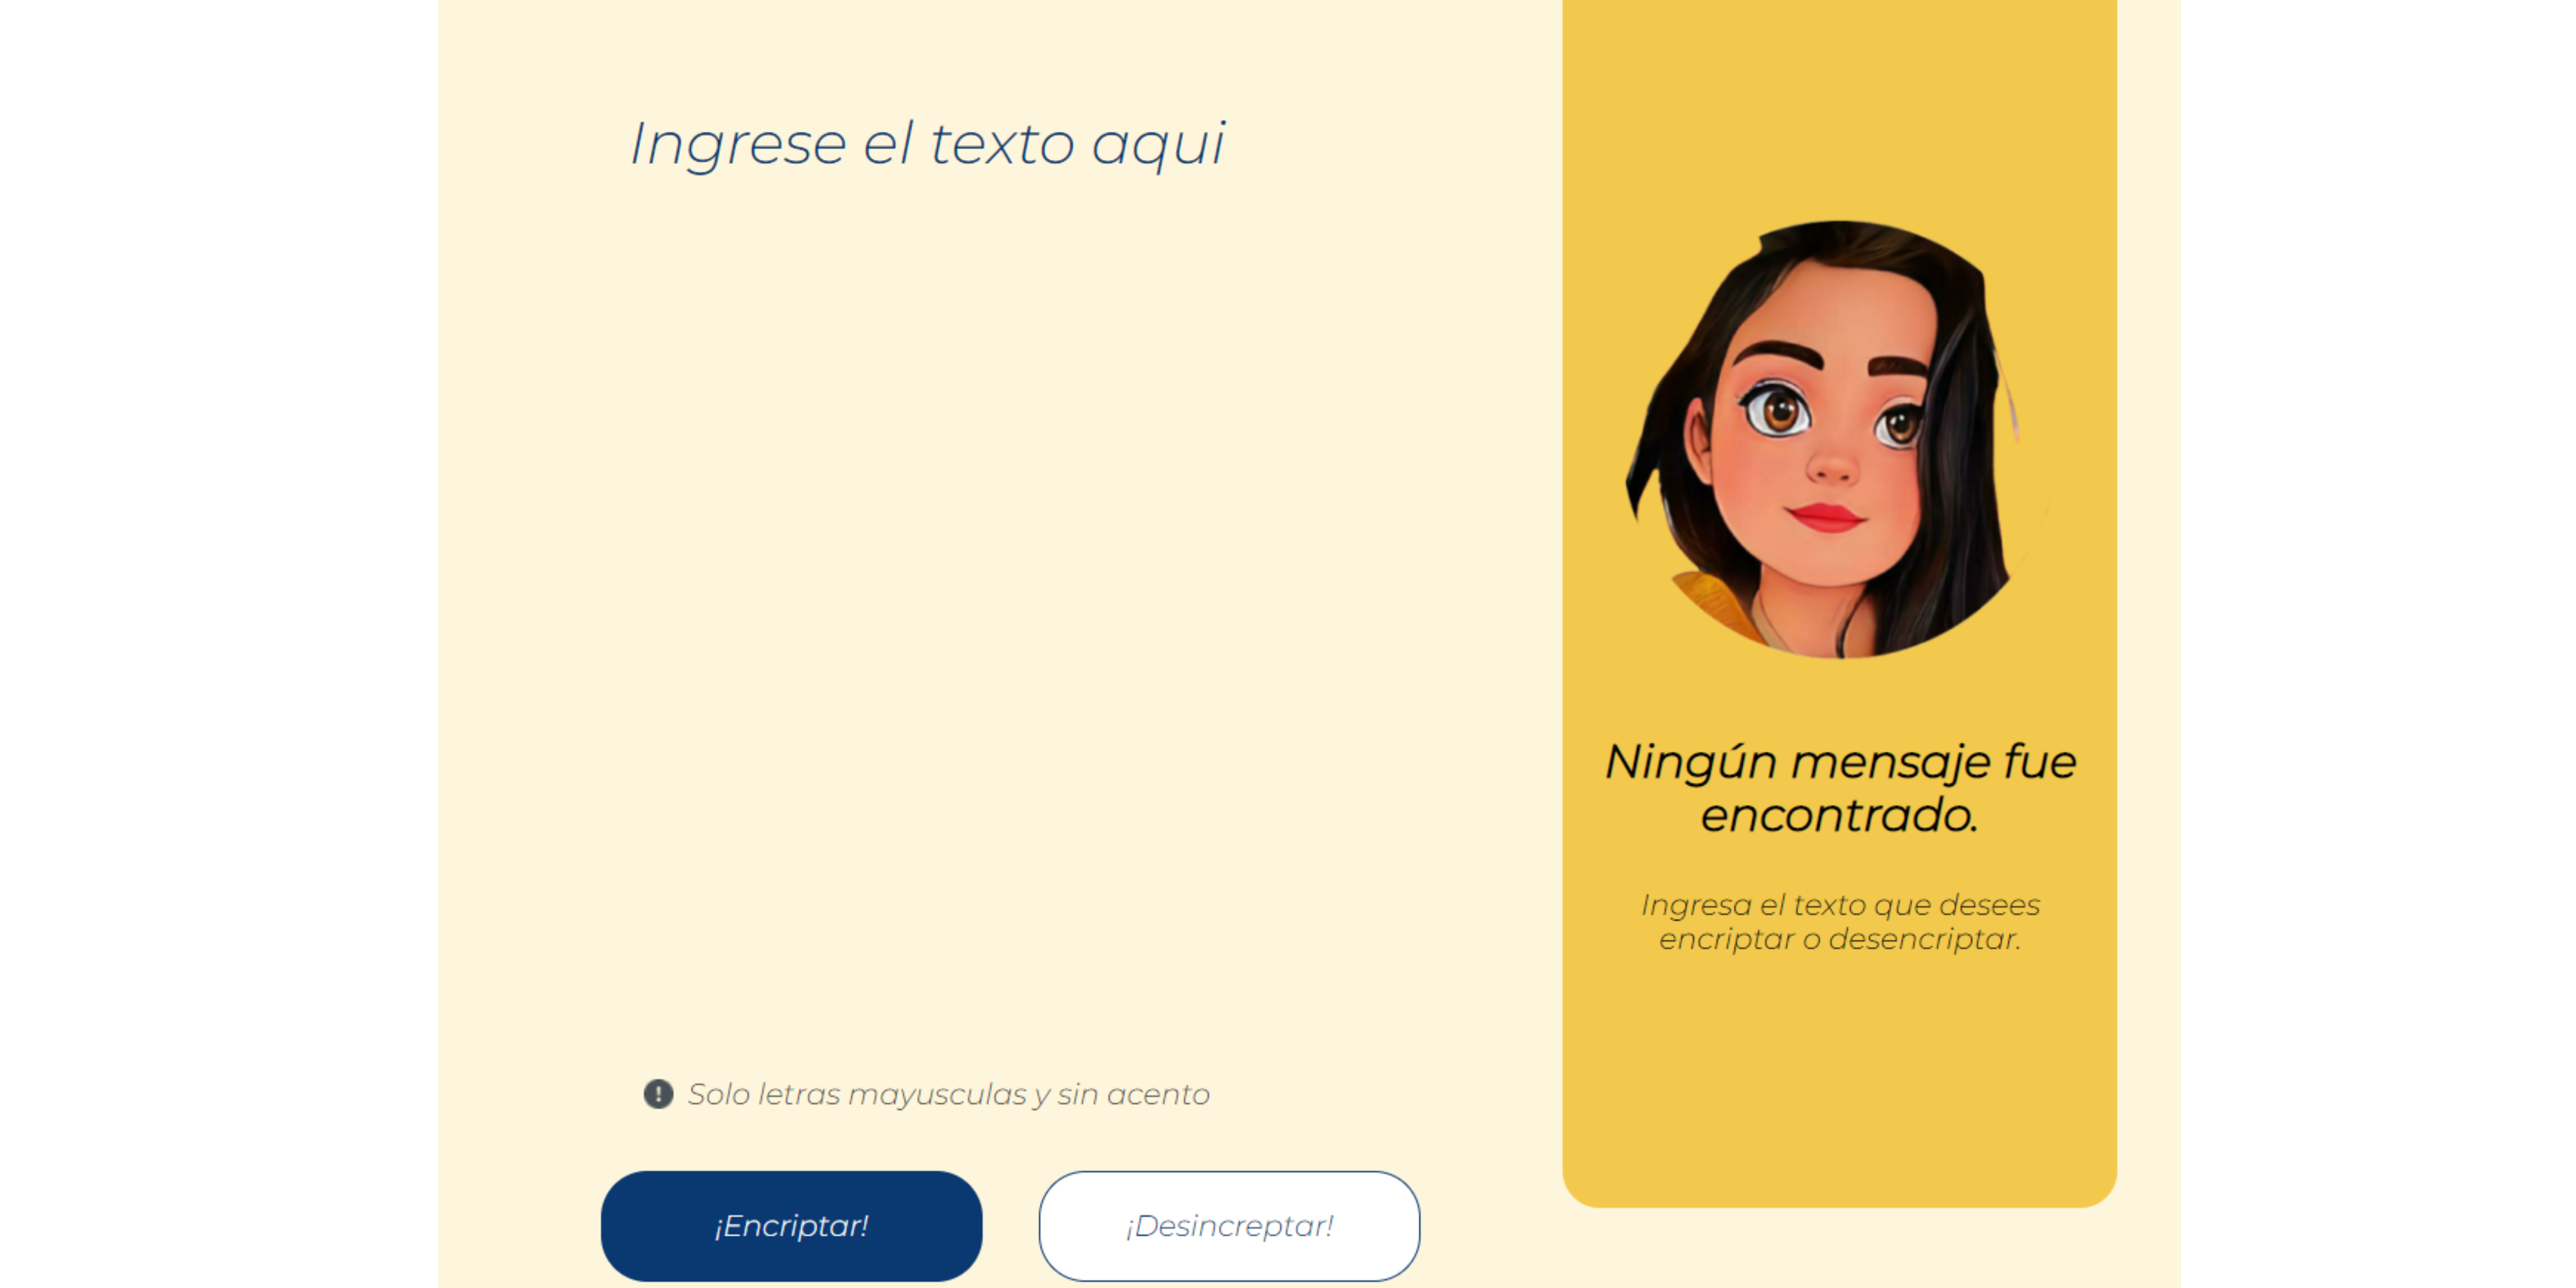 Ingrese el texto aqui
Solo letras mayusculas y sin acento
¡Encriptar!
¡Desincreptar!
Ningún mensaje fue
encontrado.
Ingresa el texto que desees
encriptar o desencriptar.